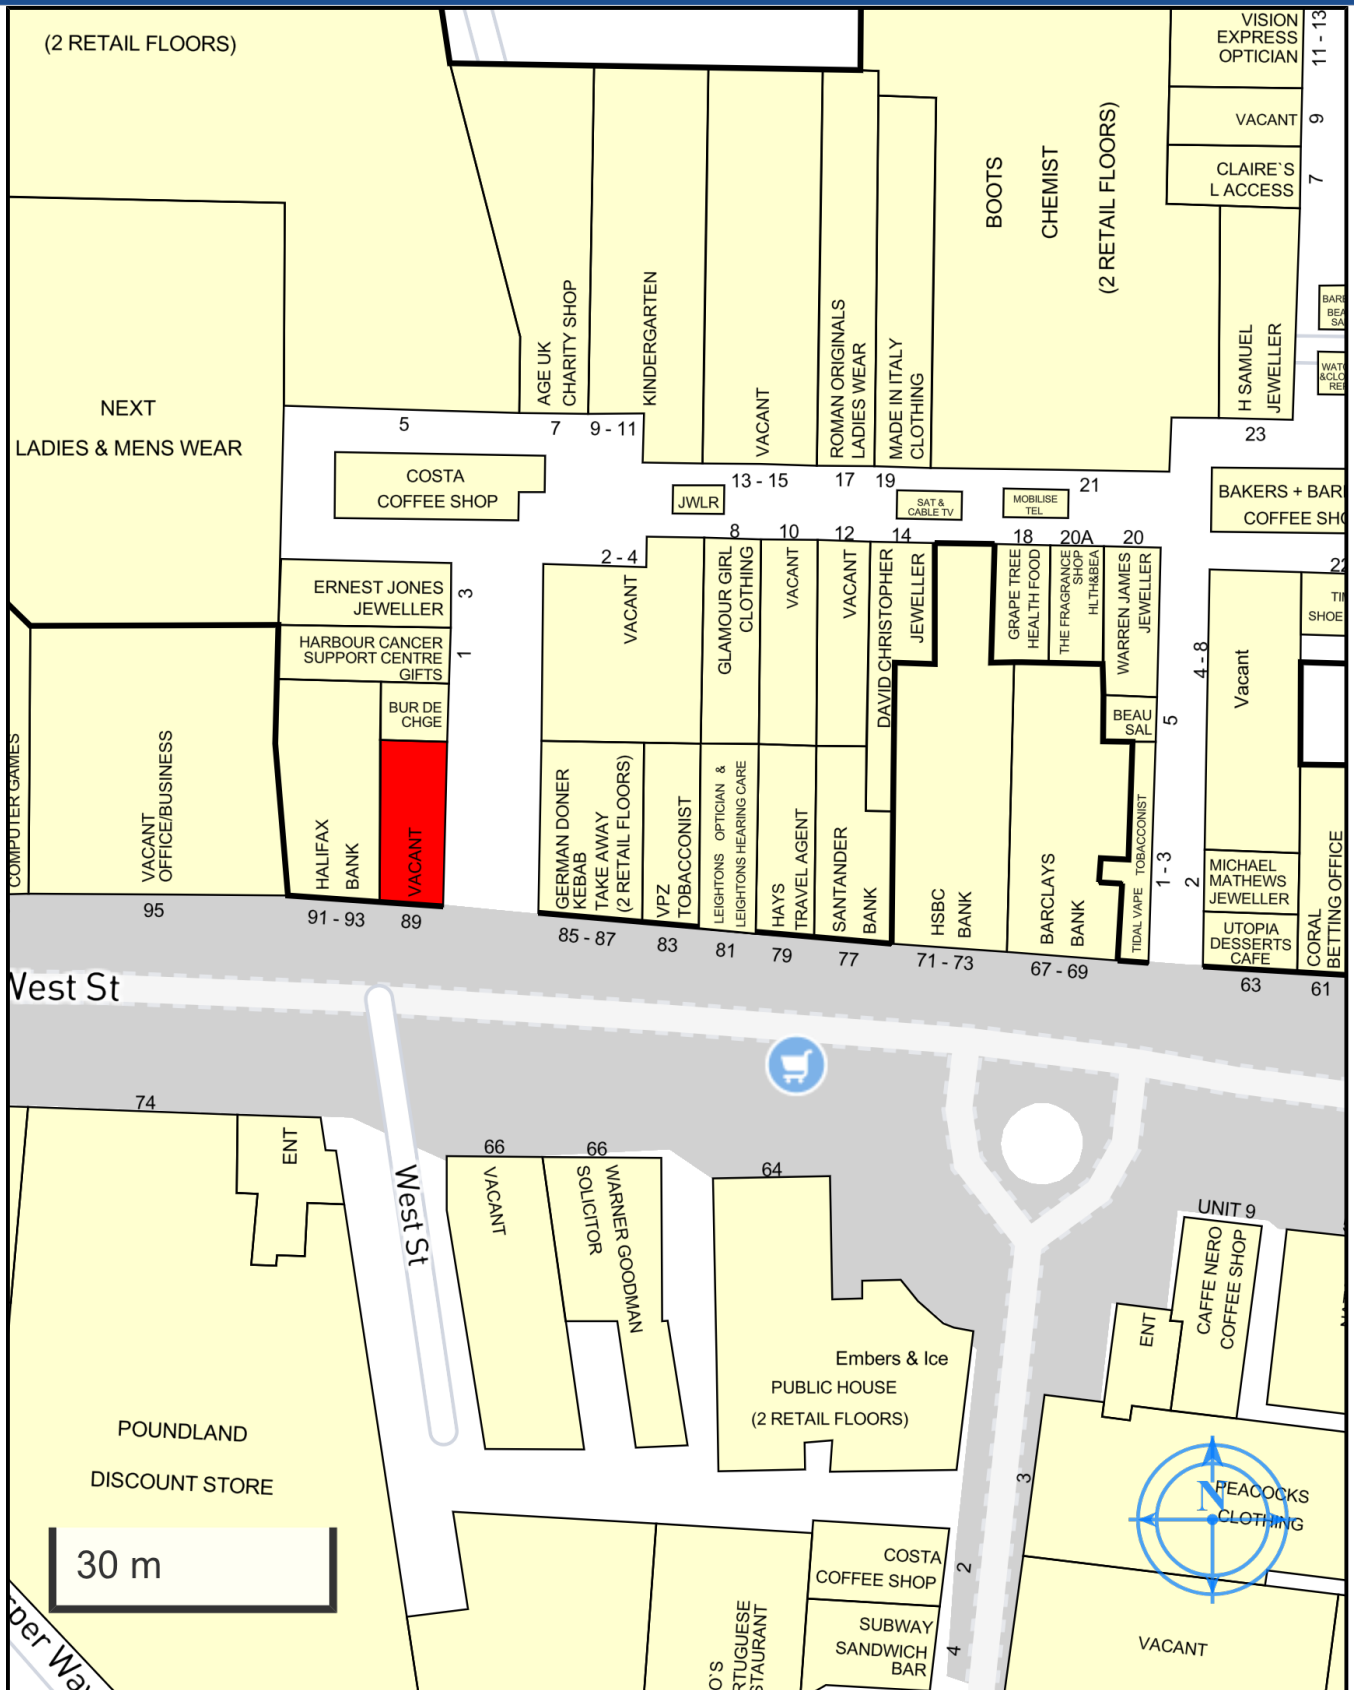 (2 RETAIL FLOORS)
VISION
EXPRESS
OPTICIAN
11 - 13
VACANT
9
CLAIRE`S
L ACCESS
7
BOOTS
CHEMIST
(2 RETAIL FLOORS)
H SAMUEL
JEWELLER
23
AGE UK
CHARITY SHOP
7
KINDERGARTEN
9 - 11
VACANT
13 - 15
ROMAN ORIGINALS
LADIES WEAR
17
MADE IN ITALY
CLOTHING
19
21
NEXT
LADIES & MENS WEAR
5
COSTA
COFFEE SHOP
JWLR
SAT &
CABLE TV
MOBILISE
TEL
BAKERS + BAR
COFFEE SHO
22
ERNEST JONES
JEWELLER
3
HARBOUR CANCER
SUPPORT CENTRE
GIFTS
1
BUR DE
CHGE
2 - 4
VACANT
8
GLAMOUR GIRL
CLOTHING
10
VACANT
12
VACANT
14
DAVID CHRISTOPHER
JEWELLER
18
GRAPE TREE
HEALTH FOOD
20A
THE FRAGRANCE
SHOP
HLTH&BEA
20
WARREN JAMES
JEWELLER
BEAU
SAL
5
4 - 8
Vacant
SHOE
COMPUTER GAMES
VACANT
OFFICE/BUSINESS
95
HALIFAX
BANK
91 - 93
VACANT
89
GERMAN DONER
KEBAB
TAKE AWAY
(2 RETAIL FLOORS)
85 - 87
VPZ
TOBACCONIST
83
LEIGHTONS OPTICIAN &
LEIGHTONS HEARING CARE
81
HAYS
TRAVEL AGENT
79
SANTANDER
BANK
77
HSBC
BANK
71 - 73
BARCLAYS
BANK
67 - 69
TIDAL VAPE TOBACCONIST
1 - 3
2
MICHAEL
MATHEWS
JEWELLER
UTOPIA
DESSERTS
CAFE
63
CORAL
BETTING OFFICE
61
West St
74
ENT
West St
66
VACANT
66
WARNER GOODMAN
SOLICITOR
64
Embers & Ice
PUBLIC HOUSE
(2 RETAIL FLOORS)
UNIT 9
CAFFE NERO
COFFEE SHOP
ENT
POUNDLAND
DISCOUNT STORE
3
PEACOCKS
CLOTHING
N
30 m
COSTA
COFFEE SHOP
2
SUBWAY
SANDWICH
BAR
4
VACANT